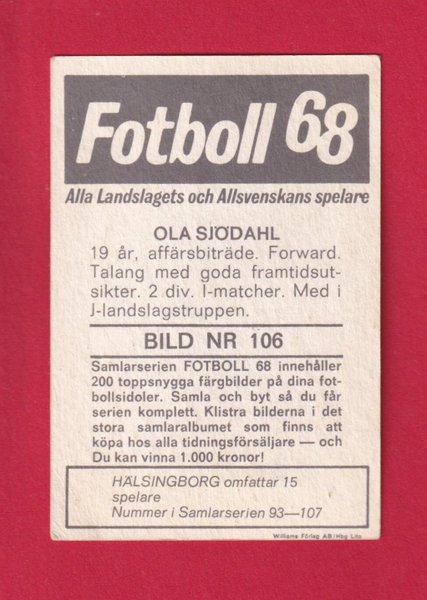 Fotboll 68
Alla Landslagets och Allsvenskans spelare
OLA SJÖDAHL
19 år, affärsbiträde. Forward.
Talang med goda framtidsut-
sikter. 2 div. I-matcher. Med i
J-landslagstruppen.
BILD NR 106
Samlarserien FOTBOLL 68 innehåller
200 toppsnygga färgbilder på dina fot-
bollsidoler. Samla och byt så du får
serien komplett. Klistra bilderna i det
stora samlaralbumet som finns att
köpa hos alla tidningsförsäljare — och
Du kan vinna 1.000 kronor!
HÄLSINGBORG omfattar 15
spelare
Nummer i Samlarserien 93—107
Williams Förlag AB/Hbg Lito